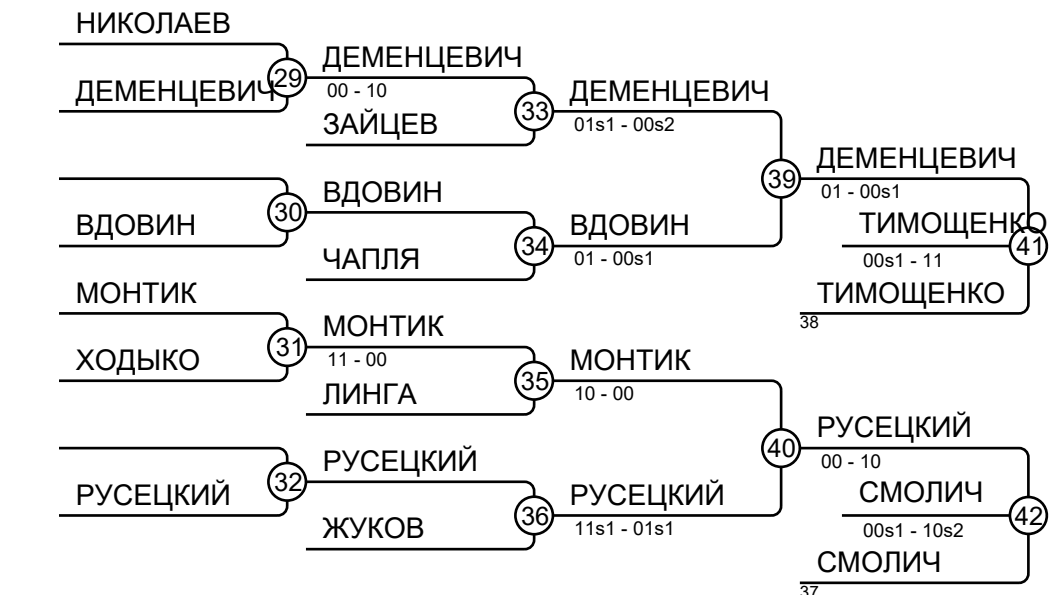 НИКОЛАЕВ
29
ДЕМЕНЦЕВИЧ
ДЕМЕНЦЕВИЧ
00 - 10
ЗАЙЦЕВ
33
ДЕМЕНЦЕВИЧ
01s1 - 00s2
39
ДЕМЕНЦЕВИЧ
01 - 00s1
ВДОВИН
30
ВДОВИН
ЧАПЛЯ
34
ВДОВИН
01 - 00s1
ТИМОЩЕНКО
41
00s1 - 11
ТИМОЩЕНКО
38
МОНТИК
31
ХОДЫКО
МОНТИК
11 - 00
ЛИНГА
35
МОНТИК
10 - 00
40
РУСЕЦКИЙ
00 - 10
РУСЕЦКИЙ
32
РУСЕЦКИЙ
ЖУКОВ
36
РУСЕЦКИЙ
11s1 - 01s1
СМОЛИЧ
42
00s1 - 10s2
СМОЛИЧ
37